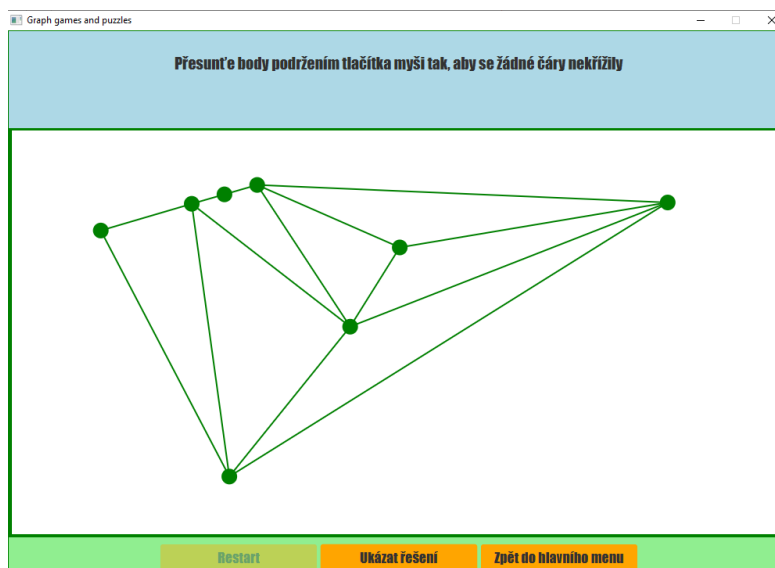 Graph games and puzzles
Přesunťe body podržením tlačítka myši tak, aby se žádné čáry nekřížily
Restart
Ukázat řešení
Zpět do hlavního menu